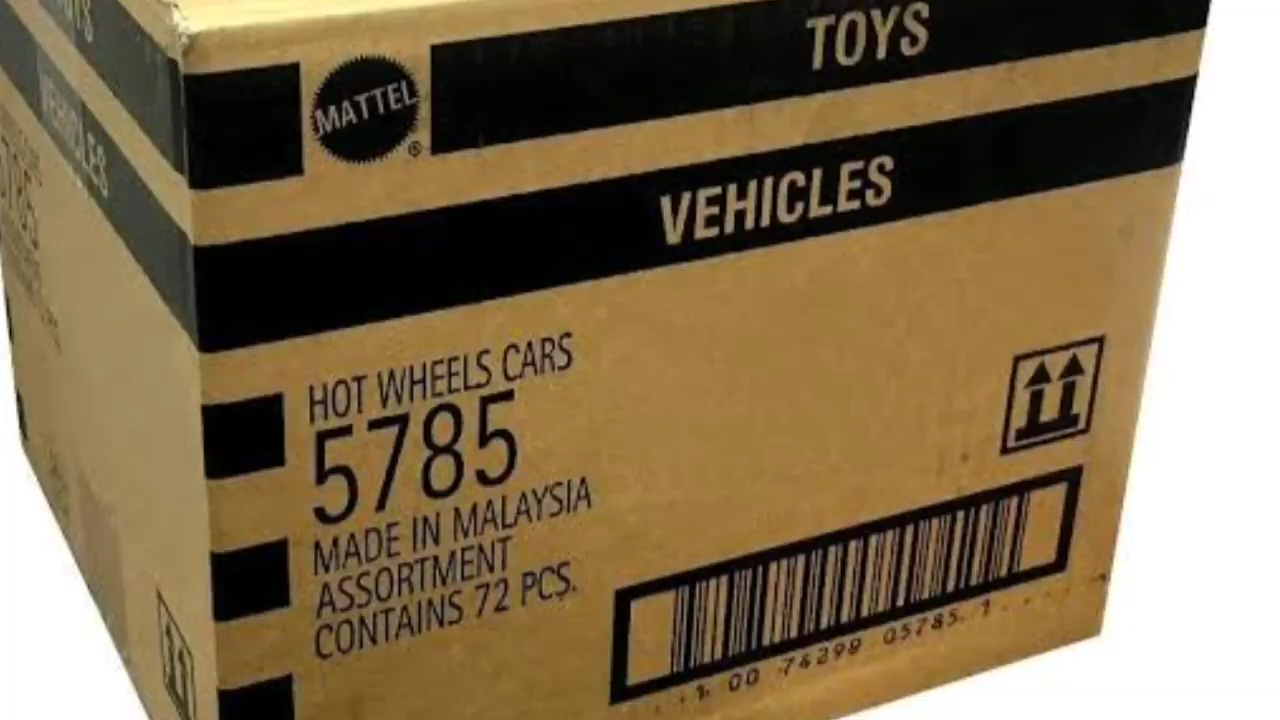 MATTEL
®
TOYS
VEHICLES
HOT WHEELS CARS
5785
MADE IN MALAYSIA
ASSORTMENT
CONTAINS 72 PCS.
1 00 74299 05785 1
VEHICLES
5785